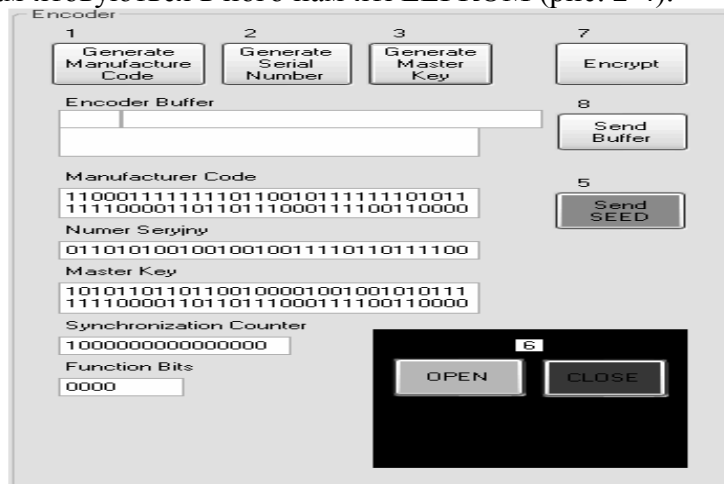 EEPROM (рис.
Encoder
1 2 3 7
Generate Manufacture Code
Generate Serial Number
Generate Master Key
Encrypt
Encoder Buffer
8
Send Buffer
Manufacturer Code
11000111111110110010111111101011
11110000110110111000111100110000
5
Send SEED
Numer Seryjny
01101010010010010011110110111100
Master Key
10101101101100100001001001010111
11110000110110111000111100110000
Synchronization Counter
1000000000000000
6
Function Bits
0000
OPEN
CLOSE